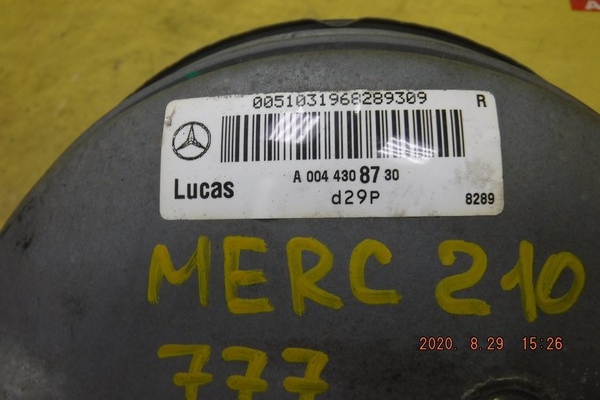 0051031968289309 R
A 004 430 87 30
Lucas
d29P
8289
MERC 210
2020. 8.29 15:26
777